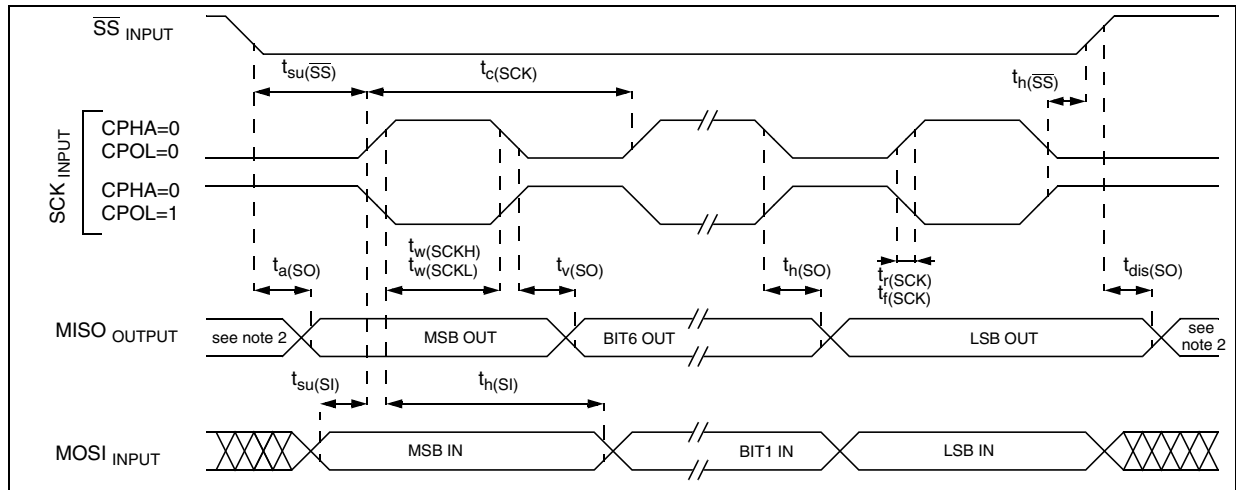 SS INPUT
tsu(SS)
tc(SCK)
th(SS)
SCK INPUT
CPHA=0
CPOL=0
CPHA=0
CPOL=1
ta(SO)
tw(SCKH)
tw(SCKL)
tv(SO)
th(SO)
tr(SCK)
tf(SCK)
tdis(SO)
MISO OUTPUT
see note 2
MSB OUT
BIT6 OUT
LSB OUT
see
note 2
tsu(SI)
th(SI)
MOSI INPUT
MSB IN
BIT1 IN
LSB IN